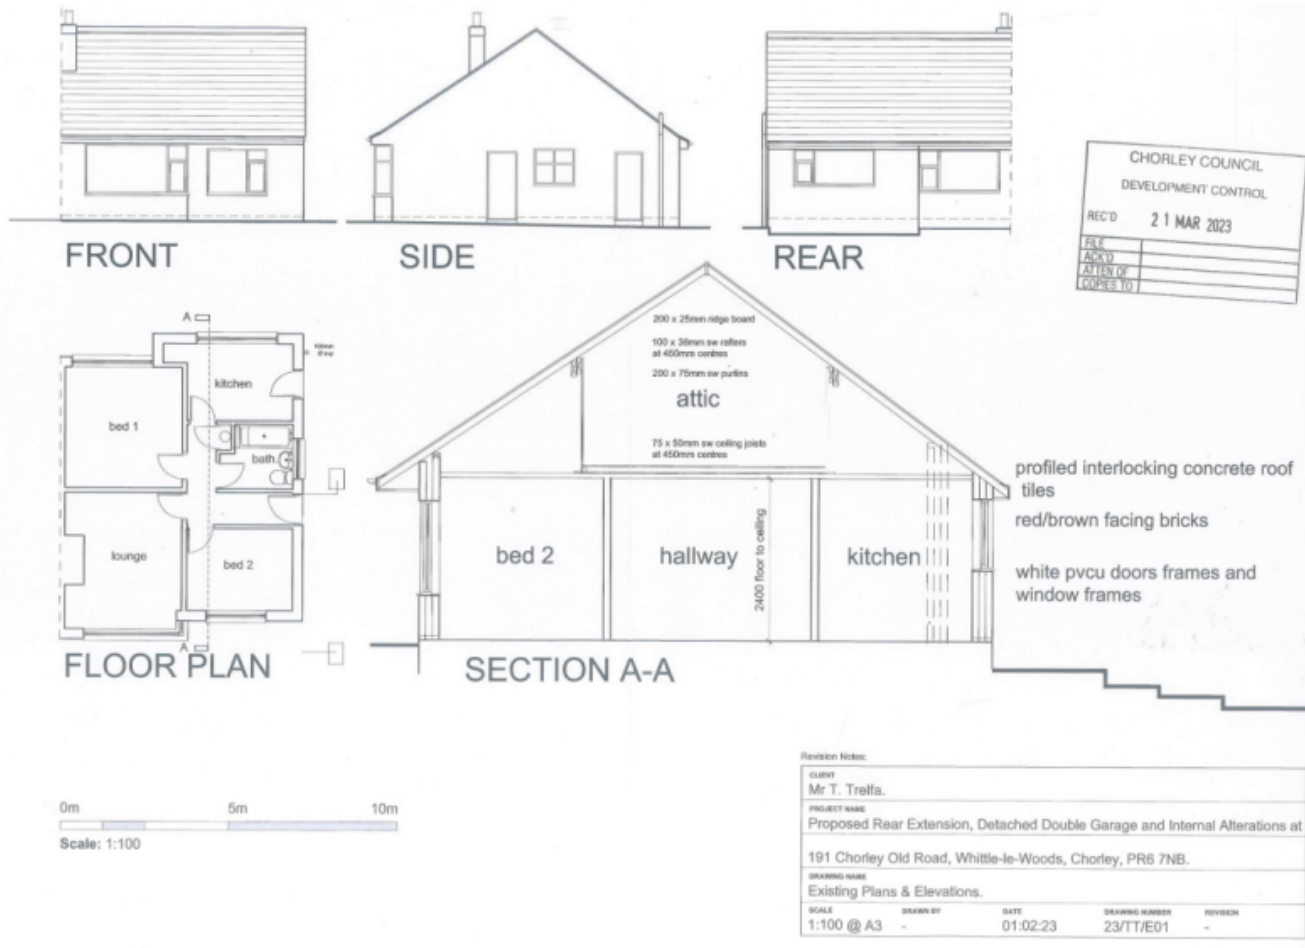 FRONT
SIDE
REAR
CHORLEY COUNCIL
DEVELOPMENT CONTROL
REC'D 21 MAR 2023
FILE
ACK'D
ATTEN OF
COPIES TO
A
kitchen
bed 1
bath.
lounge
bed 2
A
FLOOR PLAN
200 x 25mm ridge board
100 x 38mm sw rafters
at 450mm centres
200 x 75mm sw purlins
attic
75 x 50mm sw ceiling joists
at 450mm centres
bed 2
hallway
2400 floor to ceiling
kitchen
SECTION A-A
profiled interlocking concrete roof
tiles
red/brown facing bricks
white pvcu doors frames and
window frames
0m 5m 10m
Scale: 1:100
Revision Notes:
CLIENT
Mr T. Trelfa.
PROJECT NAME
Proposed Rear Extension, Detached Double Garage and Internal Alterations at
191 Chorley Old Road, Whittle-le-Woods, Chorley, PR6 7NB.
DRAWING NAME
Existing Plans & Elevations.
SCALE DRAWN BY DATE DRAWING NUMBER REVISION
1:100 @ A3 - 01:02:23 23/TT/E01 -